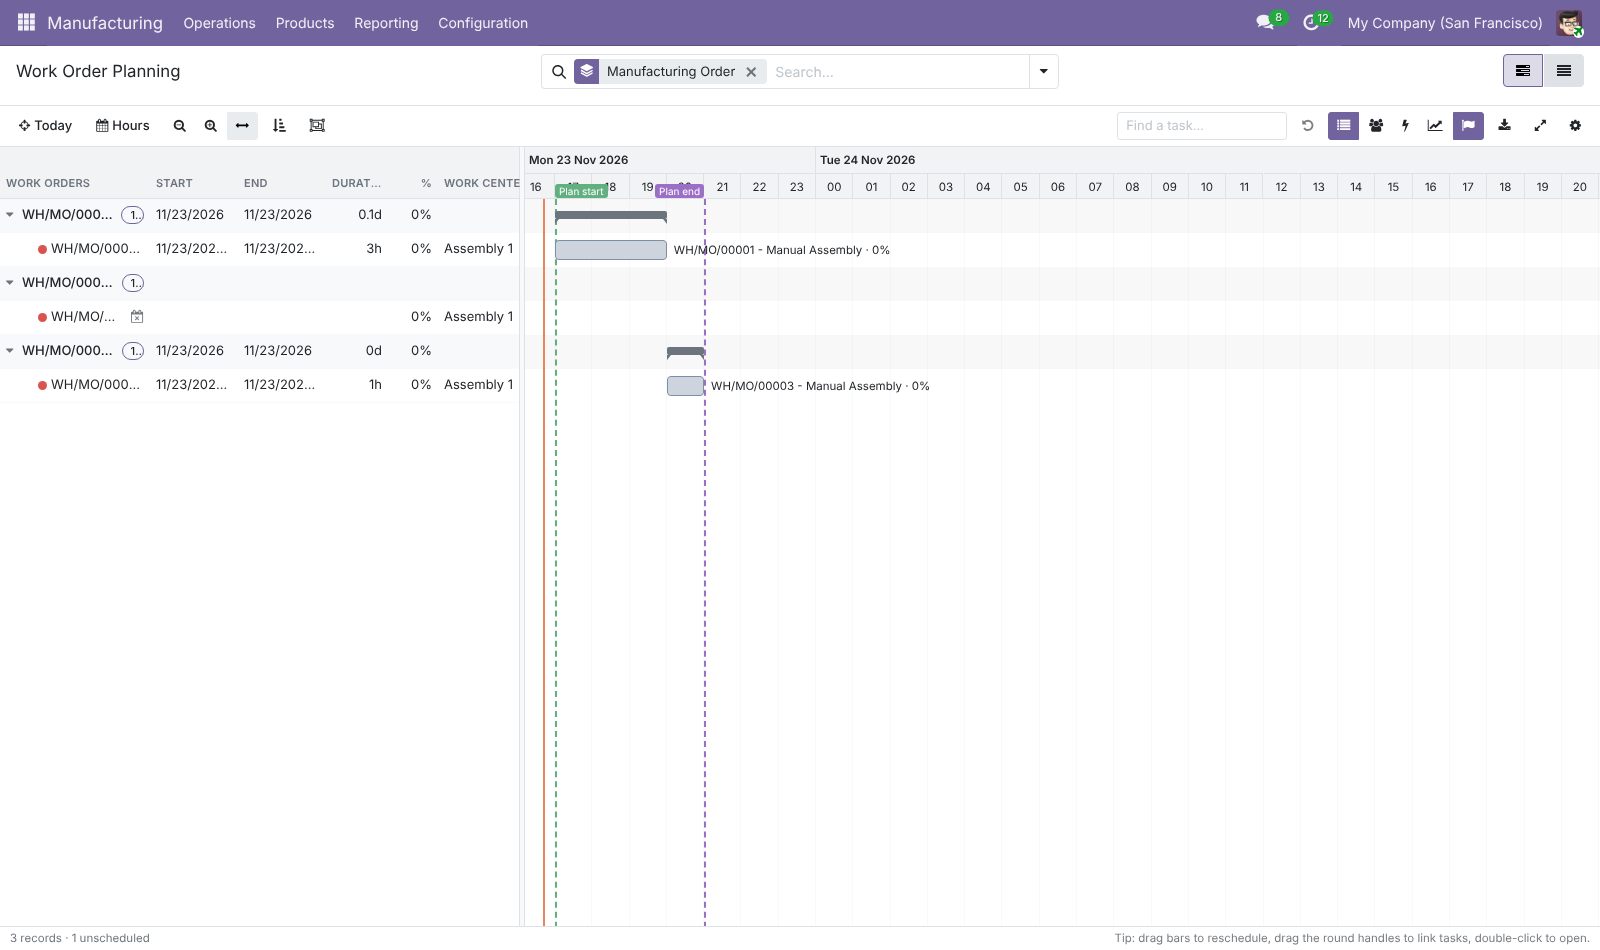 Manufacturing Operations Products Reporting Configuration 8 12 My Company (San Francisco)
Work Order Planning Manufacturing Order Search...
Today Hours Find a task...
Mon 23 Nov 2026 Tue 24 Nov 2026
WORK ORDERS START END DURAT... % WORK CENTE
16 Plan start 18 19 Plan end 21 22 23 00 01 02 03 04 05 06 07 08 09 10 11 12 13 14 15 16 17 18 19 20
WH/MO/000... 1.. 11/23/2026 11/23/2026 0.1d 0%
WH/MO/000... 11/23/202... 11/23/202... 3h 0% Assembly 1 WH/MO/00001 - Manual Assembly · 0%
WH/MO/000... 1..
WH/MO/... 0% Assembly 1
WH/MO/000... 1.. 11/23/2026 11/23/2026 0d 0%
WH/MO/000... 11/23/202... 11/23/202... 1h 0% Assembly 1 WH/MO/00003 - Manual Assembly · 0%
3 records · 1 unscheduled Tip: drag bars to reschedule, drag the round handles to link tasks, double-click to open.